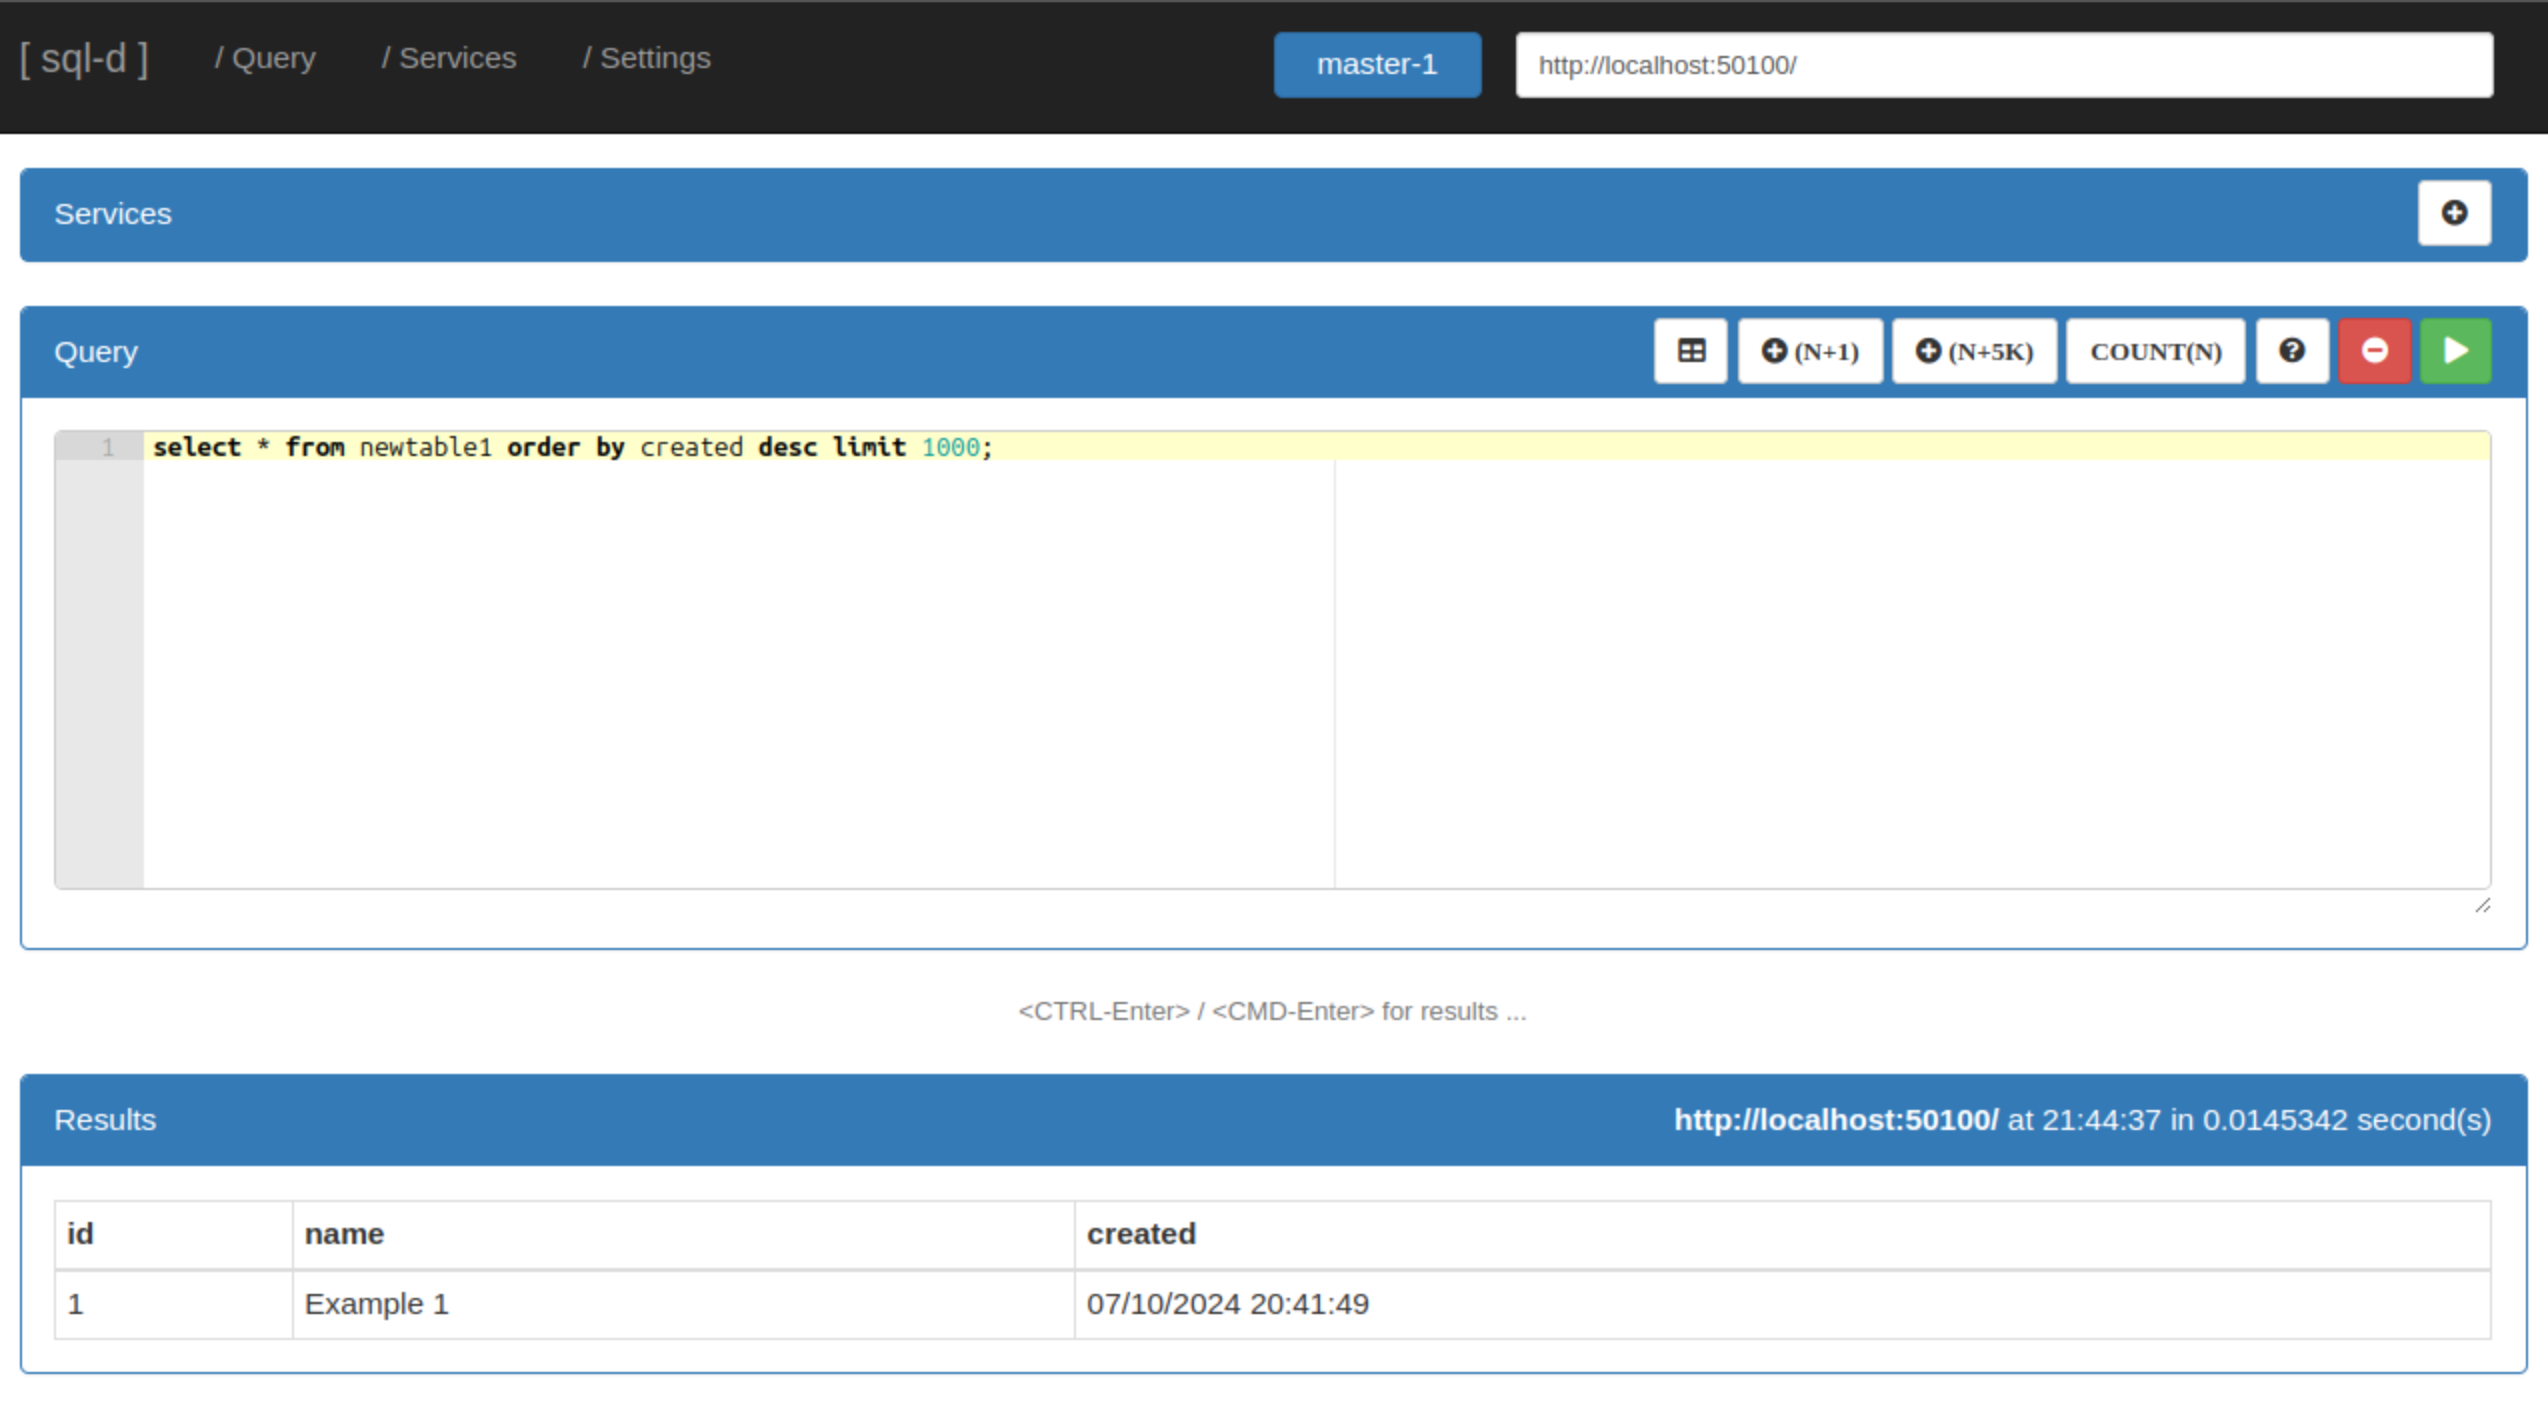 [ sql-d ] / Query / Services / Settings master-1 http://localhost:50100/
Services
Query (N+1) (N+5K) COUNT(N)
1 select * from newtable1 order by created desc limit 1000;
<CTRL-Enter> / <CMD-Enter> for results ...
Results http://localhost:50100/ at 21:44:37 in 0.0145342 second(s)
id name created
1 Example 1 07/10/2024 20:41:49